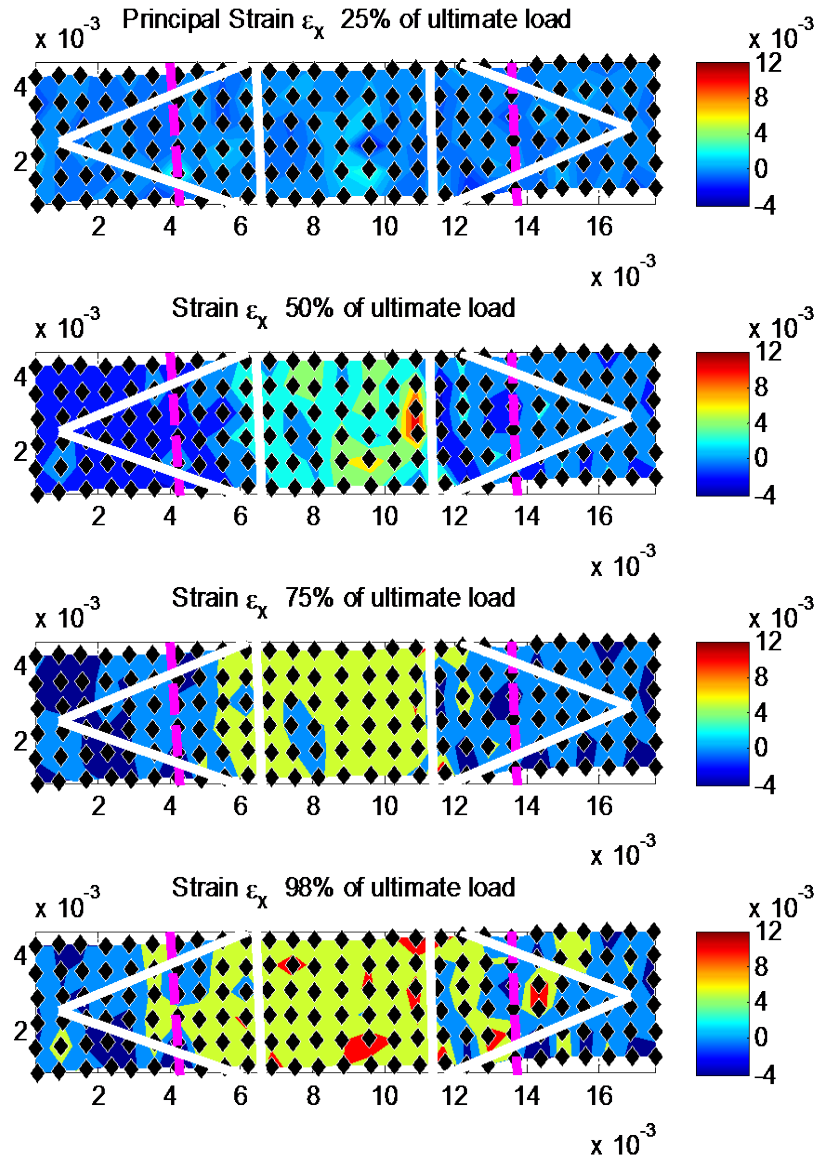 Principal Strain εx 25% of ultimate load
x 10⁻³
x 10⁻³
4
2
12
8
4
0
−4
2 4 6 8 10 12 14 16
x 10⁻³
Strain εx 50% of ultimate load
x 10⁻³
x 10⁻³
4
2
12
8
4
0
−4
2 4 6 8 10 12 14 16
x 10⁻³
Strain εx 75% of ultimate load
x 10⁻³
x 10⁻³
4
2
12
8
4
0
−4
2 4 6 8 10 12 14 16
x 10⁻³
Strain εx 98% of ultimate load
x 10⁻³
x 10⁻³
4
2
12
8
4
0
−4
2 4 6 8 10 12 14 16
x 10⁻³